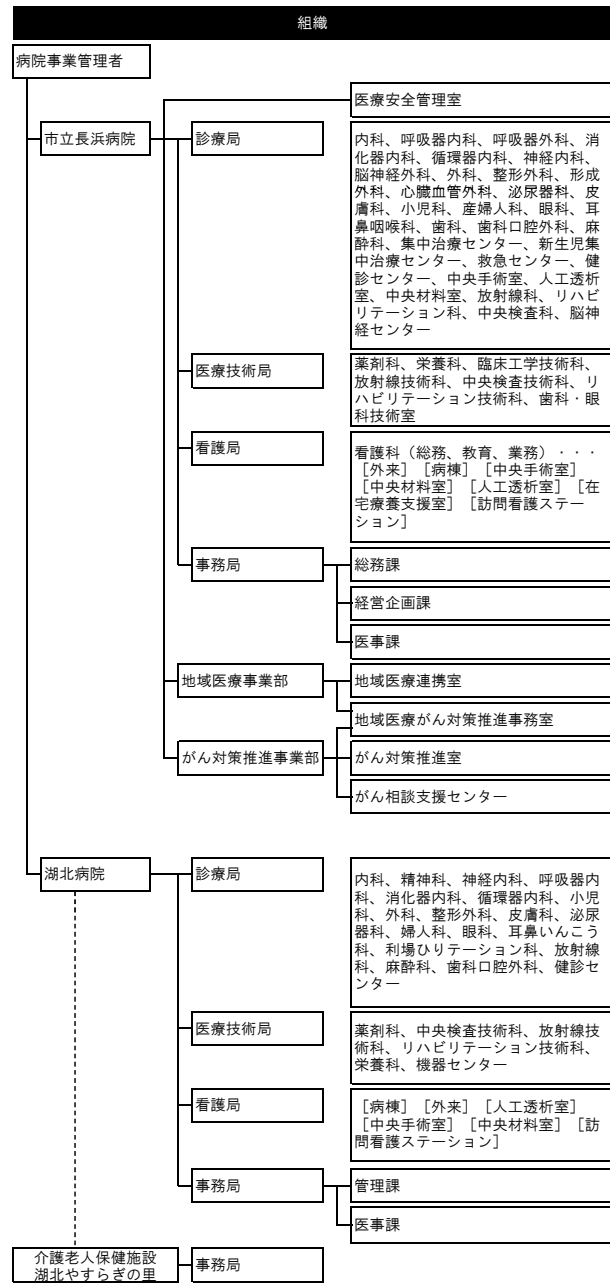 組織
病院事業管理者
医療安全管理室
市立長浜病院
診療局
内科、呼吸器内科、呼吸器外科、消
化器内科、循環器内科、神経内科、
脳神経外科、外科、整形外科、形成
外科、心臓血管外科、泌尿器科、皮
膚科、小児科、産婦人科、眼科、耳
鼻咽喉科、歯科、歯科口腔外科、麻
酔科、集中治療センター、新生児集
中治療センター、救急センター、健
診センター、中央手術室、人工透析
室、中央材料室、放射線科、リハビ
リテーション科、中央検査科、脳神
経センター
医療技術局
薬剤科、栄養科、臨床工学技術科、
放射線技術科、中央検査技術科、リ
ハビリテーション技術科、歯科・眼
科技術室
看護局
看護科（総務、教育、業務）・・・
［外来］［病棟］［中央手術室］
［中央材料室］［人工透析室］［在
宅療養支援室］［訪問看護ステー
ション］
事務局
総務課
経営企画課
医事課
地域医療事業部
地域医療連携室
地域医療がん対策推進事務室
がん対策推進事業部
がん対策推進室
がん相談支援センター
湖北病院
診療局
内科、精神科、神経内科、呼吸器内
科、消化器内科、循環器内科、小児
科、外科、整形外科、皮膚科、泌尿
器科、婦人科、眼科、耳鼻いんこう
科、利場ひりテーション科、放射線
科、麻酔科、歯科口腔外科、健診セ
ンター
医療技術局
薬剤科、中央検査技術科、放射線技
術科、リハビリテーション技術科、
栄養科、機器センター
看護局
［病棟］［外来］［人工透析室］
［中央手術室］［中央材料室］［訪
問看護ステーション］
事務局
管理課
医事課
介護老人保健施設
湖北やすらぎの里
事務局